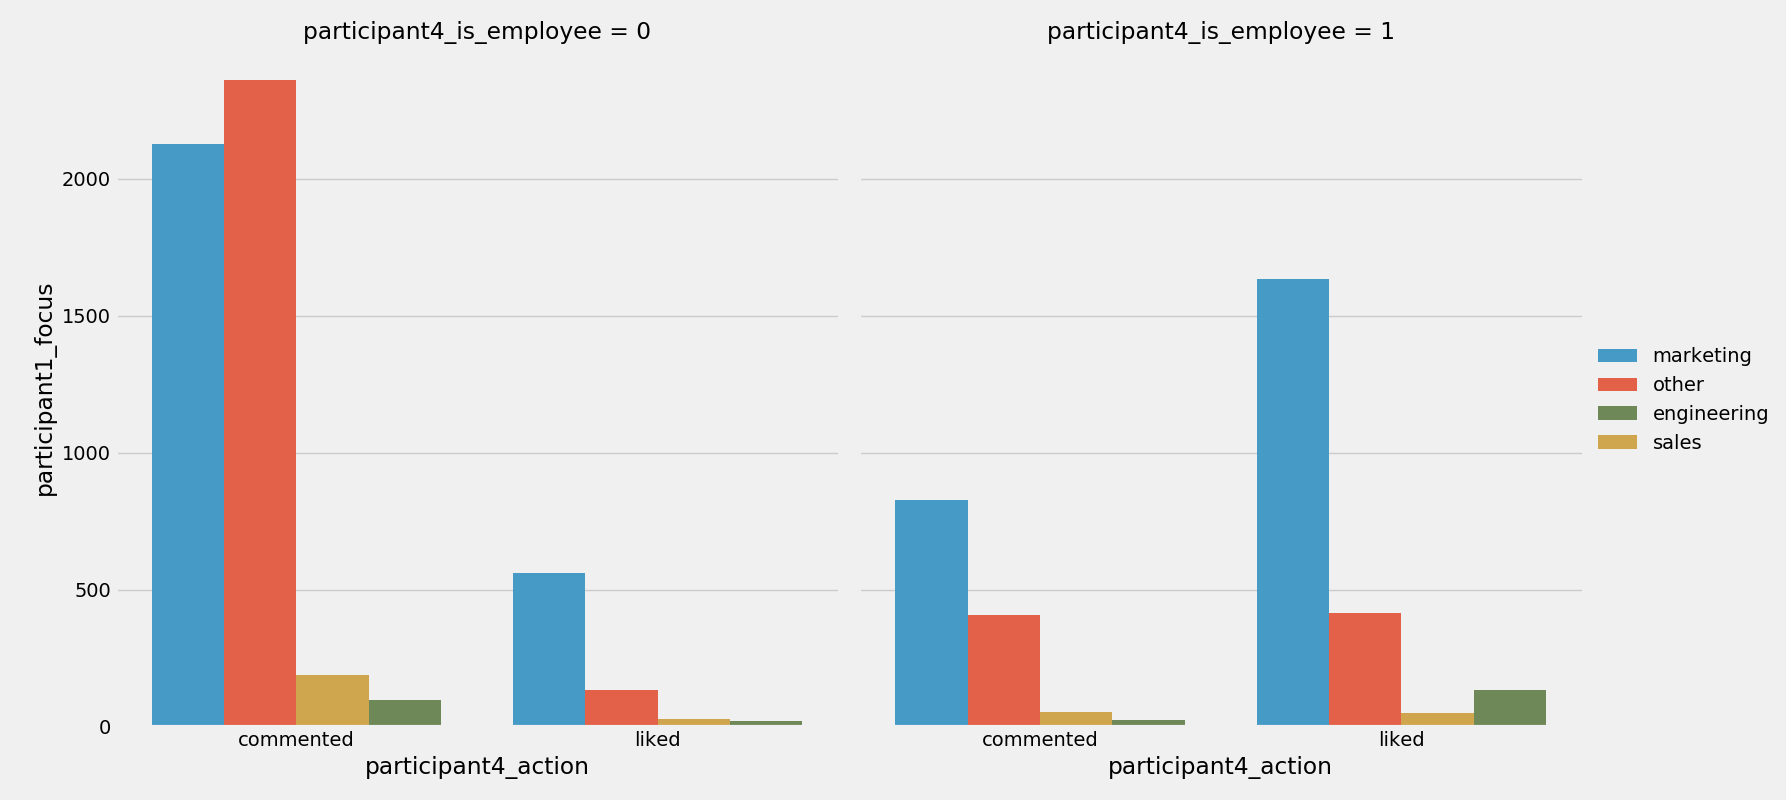 participant4_is_employee = 0
participant4_is_employee = 1
participant1_focus
2000
1500
1000
500
0
commented
liked
commented
liked
participant4_action
participant4_action
marketing
other
engineering
sales